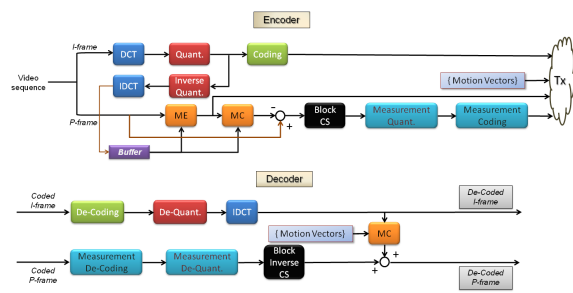 Encoder
I-frame
DCT
Quant.
Coding
Video
sequence
IDCT
Inverse
Quant.
{ Motion Vectors}
Tx
P-frame
ME
MC
−
+
Block
CS
Measurement
Quant.
Measurement
Coding
Buffer
Decoder
Coded
I-frame
De-Coding
De-Quant.
IDCT
De-Coded
I-frame
{ Motion Vectors}
MC
Coded
P-frame
Measurement
De-Coding
Measurement
De-Quant.
Block
Inverse
CS
+
+
De-Coded
P-frame